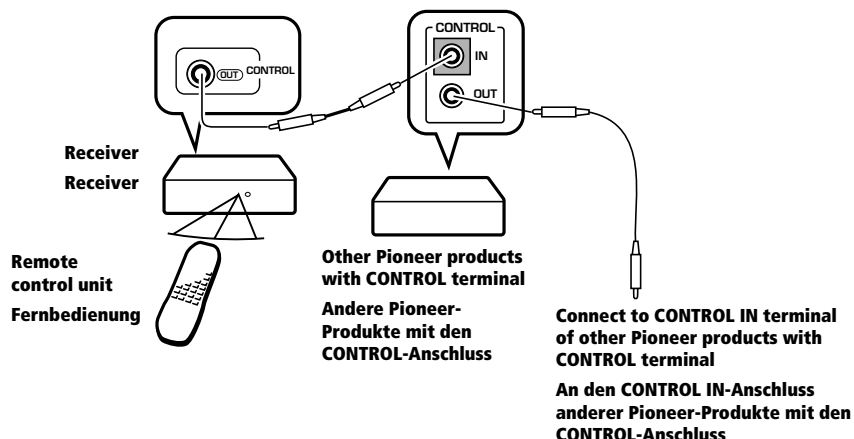 OUT CONTROL
CONTROL
IN
OUT
Receiver
Receiver
Remote
control unit
Fernbedienung
Other Pioneer products
with CONTROL terminal
Andere Pioneer-
Produkte mit den
CONTROL-Anschluss
Connect to CONTROL IN terminal
of other Pioneer products with
CONTROL terminal
An den CONTROL IN-Anschluss
anderer Pioneer-Produkte mit den
CONTROL-Anschluss